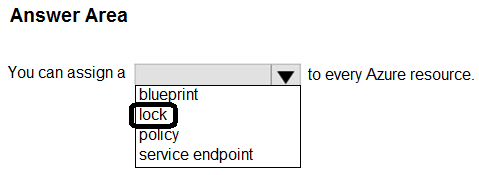 Answer Area
You can assign a to every Azure resource.
blueprint
lock
policy
service endpoint